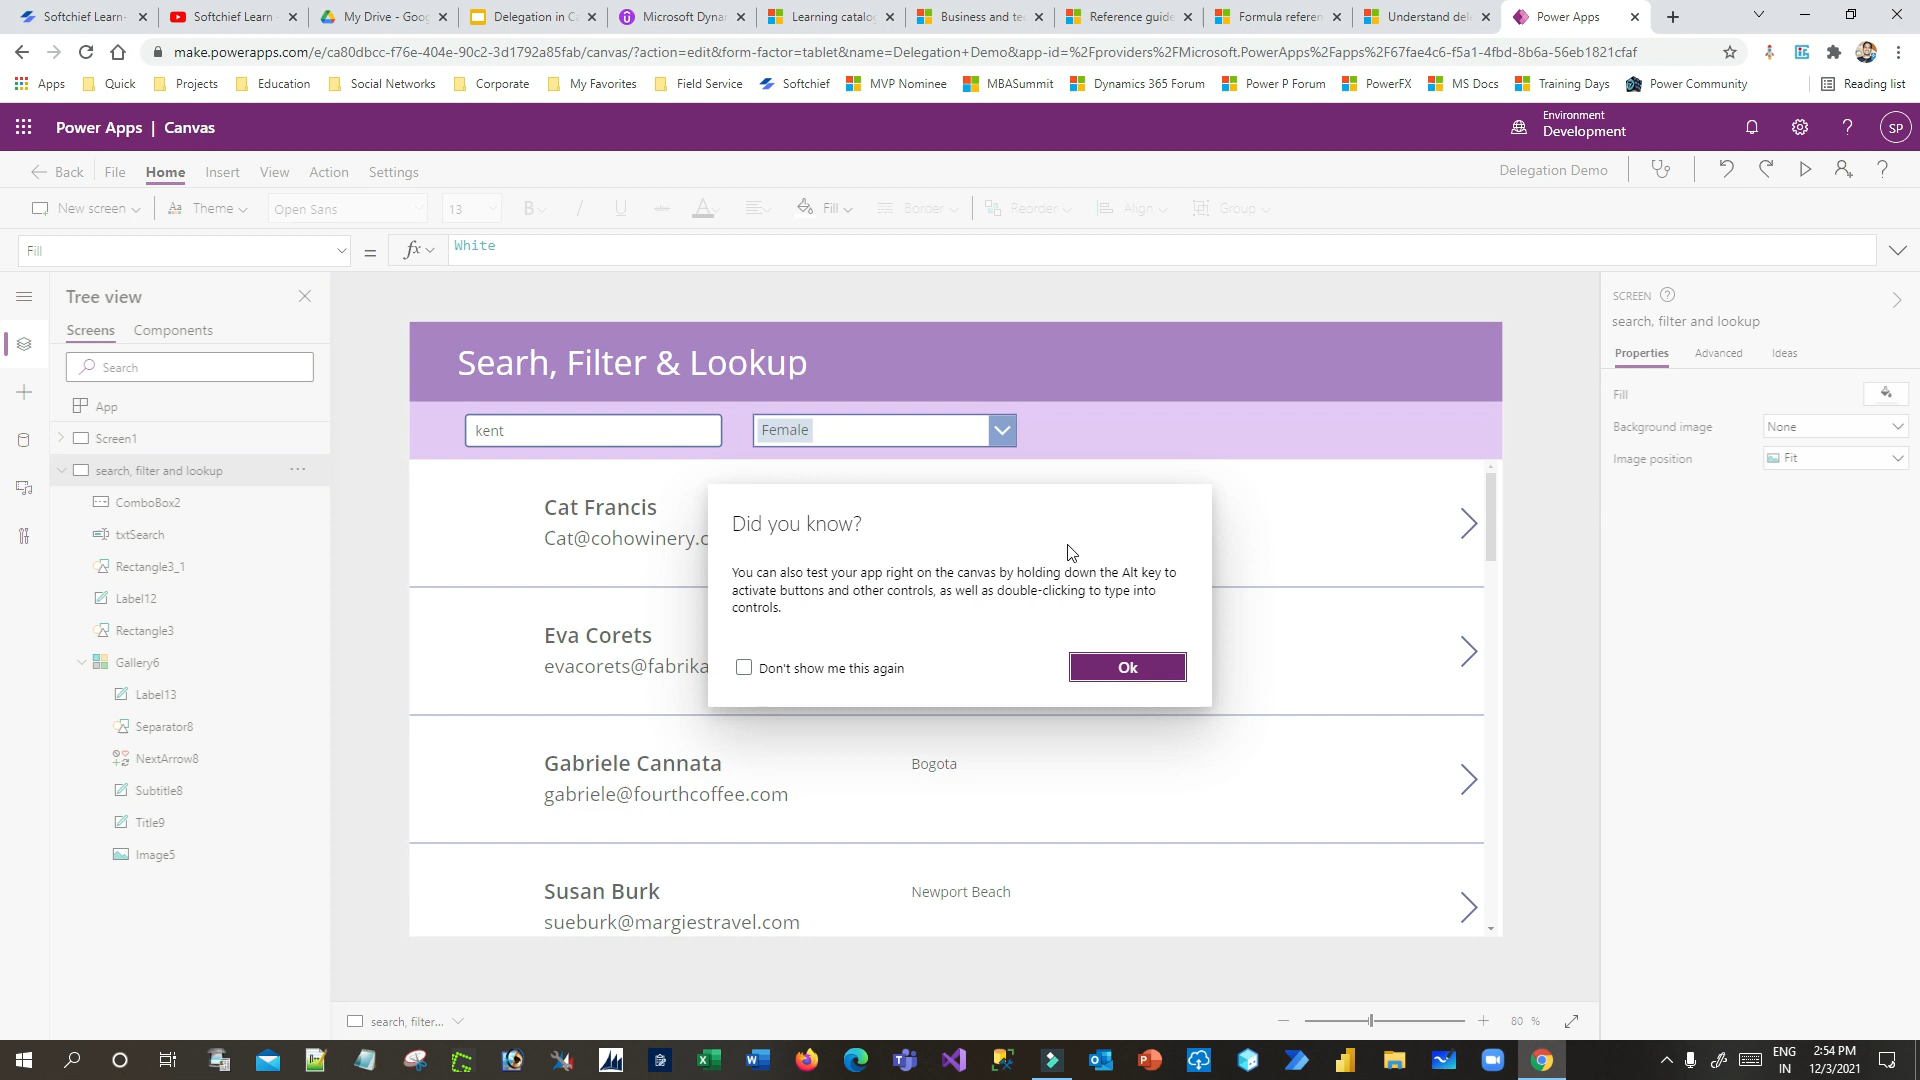 Softchief Learn-
Softchief Learn -
My Drive - Goo
Delegation in C
Microsoft Dyna
Learning catalo
Business and te
Reference guide
Formula referen
Understand del
Power Apps
make.powerapps.com/e/ca80dbcc-f76e-404e-90c2-3d1792a85fab/canvas/?action=edit&form-factor=tablet&name=Delegation+Demo&app-id=%2Fproviders%2FMicrosoft.PowerApps%2Fapps%2F67fae4c6-f5a1-4fbd-8b6a-56eb1821cfaf
Apps
Quick
Projects
Education
Social Networks
Corporate
My Favorites
Field Service
Softchief
MVP Nominee
MBASummit
Dynamics 365 Forum
Power P Forum
PowerFX
MS Docs
Training Days
Power Community
Reading list
Power Apps | Canvas
Environment
Development
SP
Back
File
Home
Insert
View
Action
Settings
Delegation Demo
New screen
Theme
Open Sans
13
B
Fill
Border
Reorder
Align
Group
Fill
=
fx
White
Tree view
Screens
Components
Search
App
Screen1
search, filter and lookup
ComboBox2
txtSearch
Rectangle3_1
Label12
Rectangle3
Gallery6
Label13
Separator8
NextArrow8
Subtitle8
Title9
Image5
Searh, Filter & Lookup
kent
Female
Cat Francis
Cat@cohowinery.c
Eva Corets
evacorets@fabrika
Gabriele Cannata
Bogota
gabriele@fourthcoffee.com
Susan Burk
Newport Beach
sueburk@margiestravel.com
Did you know?
You can also test your app right on the canvas by holding down the Alt key to
activate buttons and other controls, as well as double-clicking to type into
controls.
Don't show me this again
Ok
SCREEN
search, filter and lookup
Properties
Advanced
Ideas
Fill
Background image
None
Image position
Fit
search, filter...
80 %
ENG
IN
2:54 PM
12/3/2021